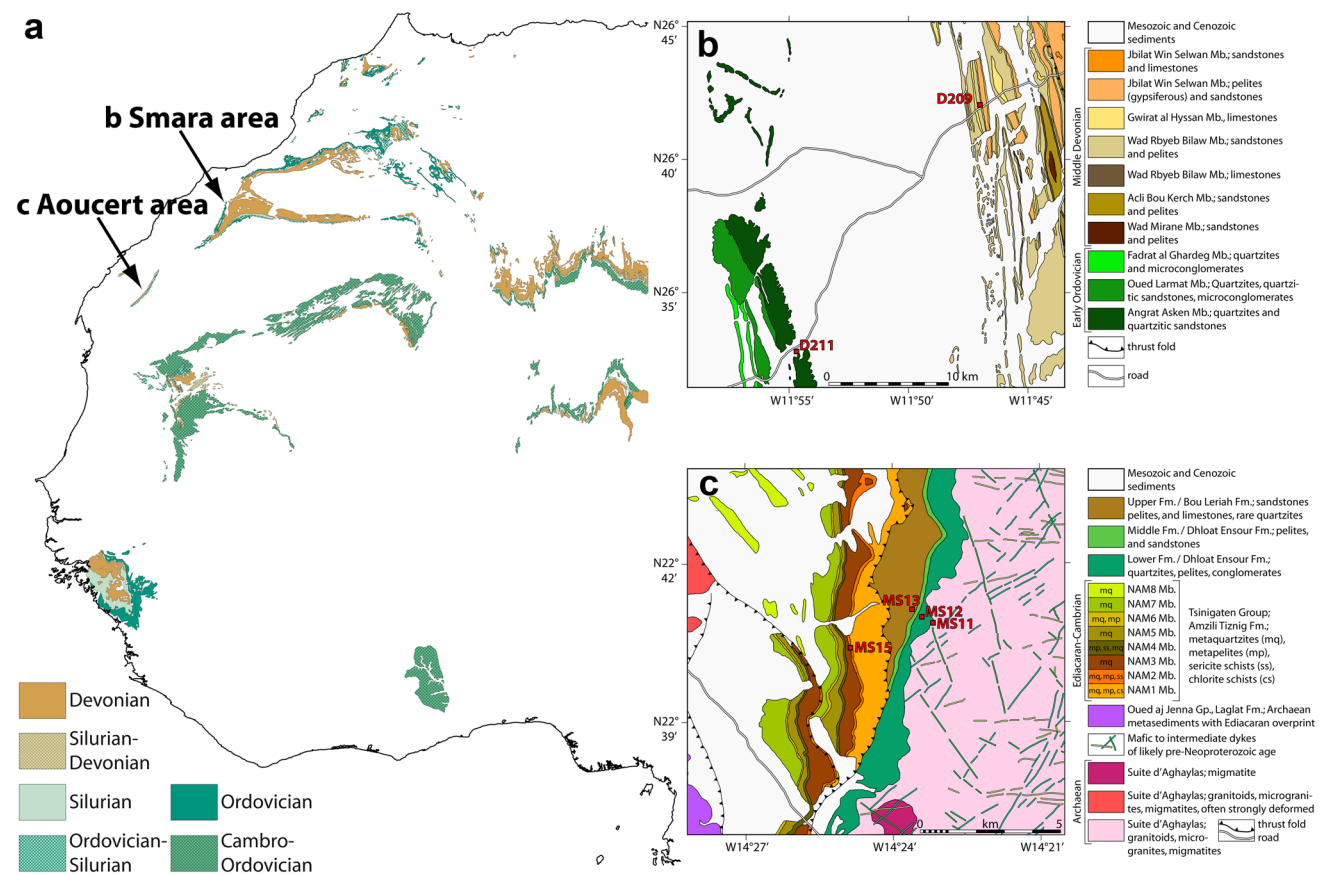 a
b Smara area
c Aoucert area
Devonian
Silurian-
Devonian
Silurian
Ordovician-
Silurian
Ordovician
Cambro-
Ordovician
b
N26°
45'
N26°
40'
N26°
35'
D209
D211
0
10 km
W11°55'
W11°50'
W11°45'
Mesozoic and Cenozoic
sediments
Middle Devonian
Jbilat Win Selwan Mb.; sandstones
and limestones
Jbilat Win Selwan Mb.; pelites
(gypsiferous) and sandstones
Gwirat al Hyssan Mb., limestones
Wad Rbyeb Bilaw Mb.; sandstones
and pelites
Wad Rbyeb Bilaw Mb.; limestones
Acli Bou Kerch Mb.; sandstones
and pelites
Wad Mirane Mb.; sandstones
and pelites
Early Ordovician
Fadrat al Ghardeg Mb.; quartzites
and microconglomerates
Oued Larmat Mb.; Quartzites, quartzi-
tic sandstones, microconglomerates
Angrat Asken Mb.; quartzites and
quartzitic sandstones
thrust fold
road
c
N22°
42'
N22°
39'
MS13
MS12
MS11
MS15
0
km
5
W14°27'
W14°24'
W14°21'
Mesozoic and Cenozoic
sediments
Upper Fm. / Bou Leriah Fm.; sandstones
pelites, and limestones, rare quartzites
Middle Fm. / Dhloat Ensour Fm.; pelites,
and sandstones
Lower Fm. / Dhloat Ensour Fm.;
quartzites, pelites, conglomerates
Ediacaran-Cambrian
mq NAM8 Mb.
mq NAM7 Mb.
mq, mp NAM6 Mb.
mq NAM5 Mb.
mp, ss, mq NAM4 Mb.
mq NAM3 Mb.
mq, mp, ss NAM2 Mb.
mq, mp, cs NAM1 Mb.
Tsinigaten Group;
Amzili Tiznig Fm.;
metaquartzites (mq),
metapelites (mp),
sericite schists (ss),
chlorite schists (cs)
Oued aj Jenna Gp., Laglat Fm.; Archaean
metasediments with Ediacaran overprint
Mafic to intermediate dykes
of likely pre-Neoproterozoic age
Archaean
Suite d'Aghaylas; migmatite
Suite d'Aghaylas; granitoids, micrograni-
tes, migmatites, often strongly deformed
Suite d'Aghaylas;
granitoids, micro-
granites, migmatites
thrust fold
road